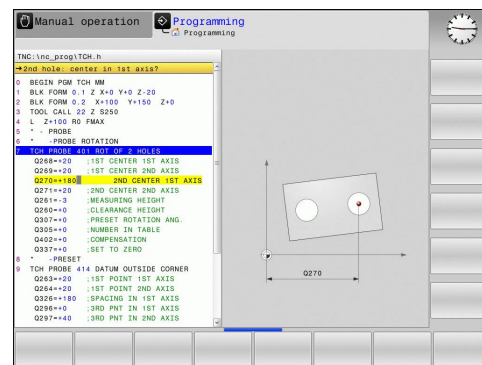 Manual operation
Programming
Programming
TNC:\nc_prog\TCH.h
→2nd hole: center in 1st axis?
0 BEGIN PGM TCH MM
1 BLK FORM 0.1 Z X+0 Y+0 Z-20
2 BLK FORM 0.2 X+100 Y+150 Z+0
3 TOOL CALL 22 Z S250
4 L Z+100 R0 FMAX
5 * - PROBE
6 * -PROBE ROTATION
7 TCH PROBE 401 ROT OF 2 HOLES
Q268=+20 ;1ST CENTER 1ST AXIS
Q269=+20 ;1ST CENTER 2ND AXIS
Q270=+180 2ND CENTER 1ST AXIS
Q271=+20 ;2ND CENTER 2ND AXIS
Q261=-3 ;MEASURING HEIGHT
Q260=+0 ;CLEARANCE HEIGHT
Q307=+0 ;PRESET ROTATION ANG.
Q305=+0 ;NUMBER IN TABLE
Q402=+0 ;COMPENSATION
Q337=+0 ;SET TO ZERO
8 * -PRESET
9 TCH PROBE 414 DATUM OUTSIDE CORNER
Q263=+20 ;1ST POINT 1ST AXIS
Q264=+20 ;1ST POINT 2ND AXIS
Q326=+180 ;SPACING IN 1ST AXIS
Q296=+0 ;3RD PNT IN 1ST AXIS
Q297=+40 ;3RD PNT IN 2ND AXIS
Q270